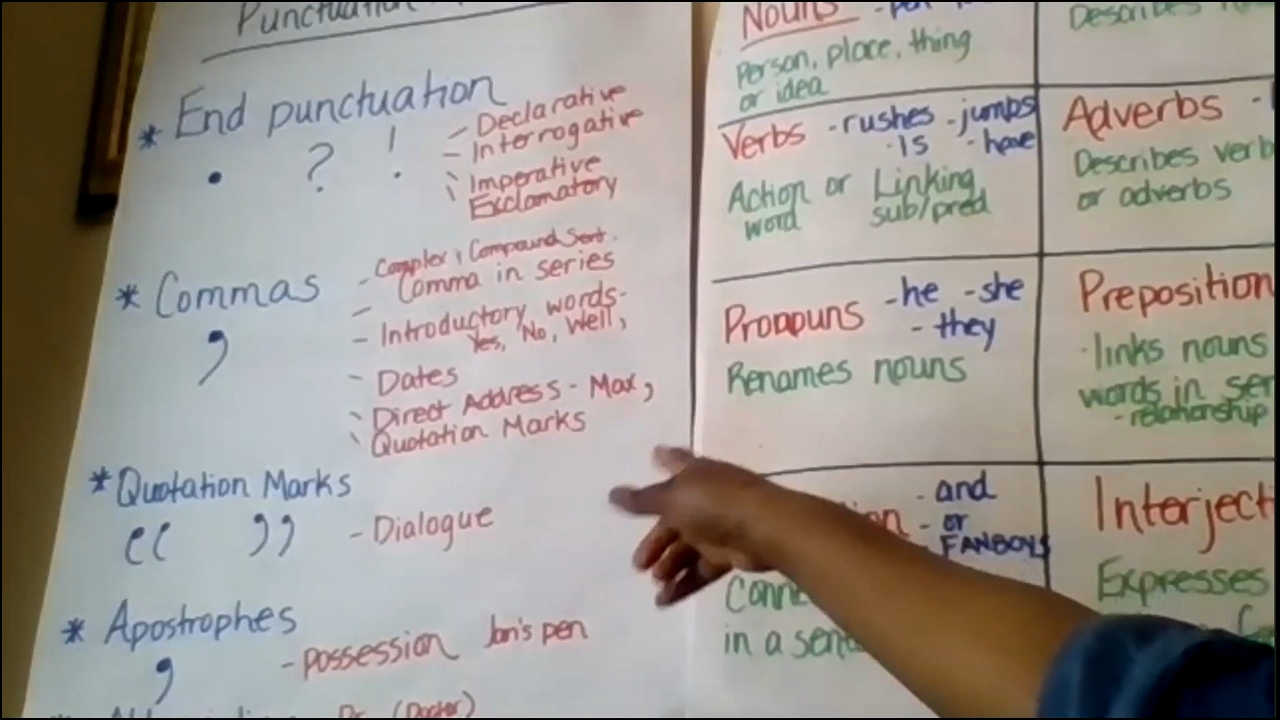 Punctuation
* End punctuation
. ? !
- Declarative
- Interrogative
- Imperative
Exclamatory
* Commas
,
- Complex & Compound Sent.
Comma in series
- Introductory words-
Yes, No, Well,
- Dates
- Direct Address - Max,
- Quotation Marks
* Quotation Marks
“ ”
- Dialogue
* Apostrophes
,
- possession Jon's pen
Dr. (Doctor)
Nouns
Person, place, thing
or idea
Describes
Verbs - rushes - jumps
- is - have
Action or Linking
word sub/pred
Adverbs -
Describes verb
or adverbs
Pronouns - he - she
- they
Renames nouns
Preposition
- links nouns
words in sen
- relationship
- and
- or
FANBOYS
in a sen
Interject
Expresses